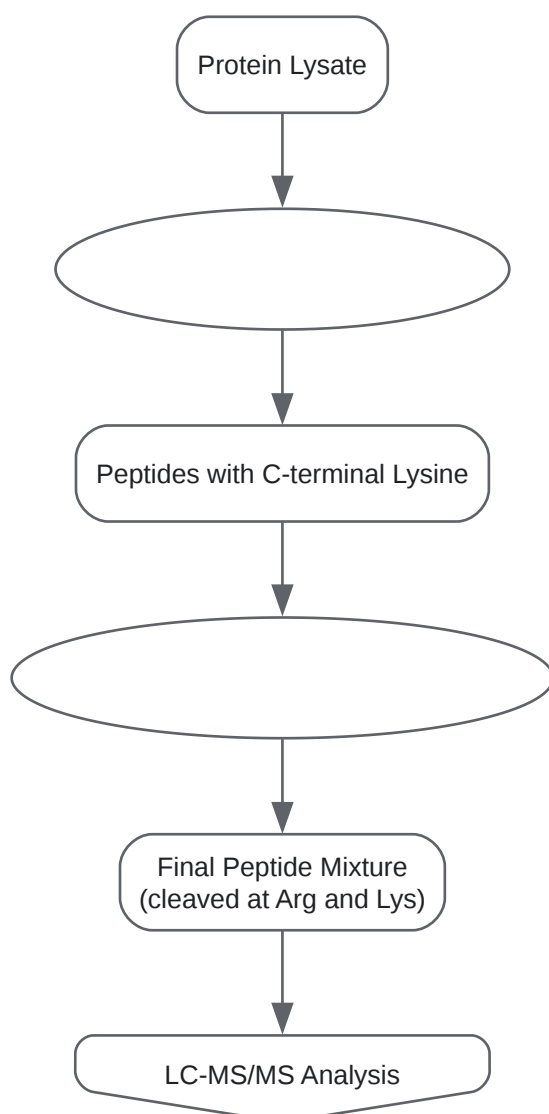 Protein Lysate
Peptides with C-terminal Lysine
Final Peptide Mixture
(cleaved at Arg and Lys)
LC-MS/MS Analysis